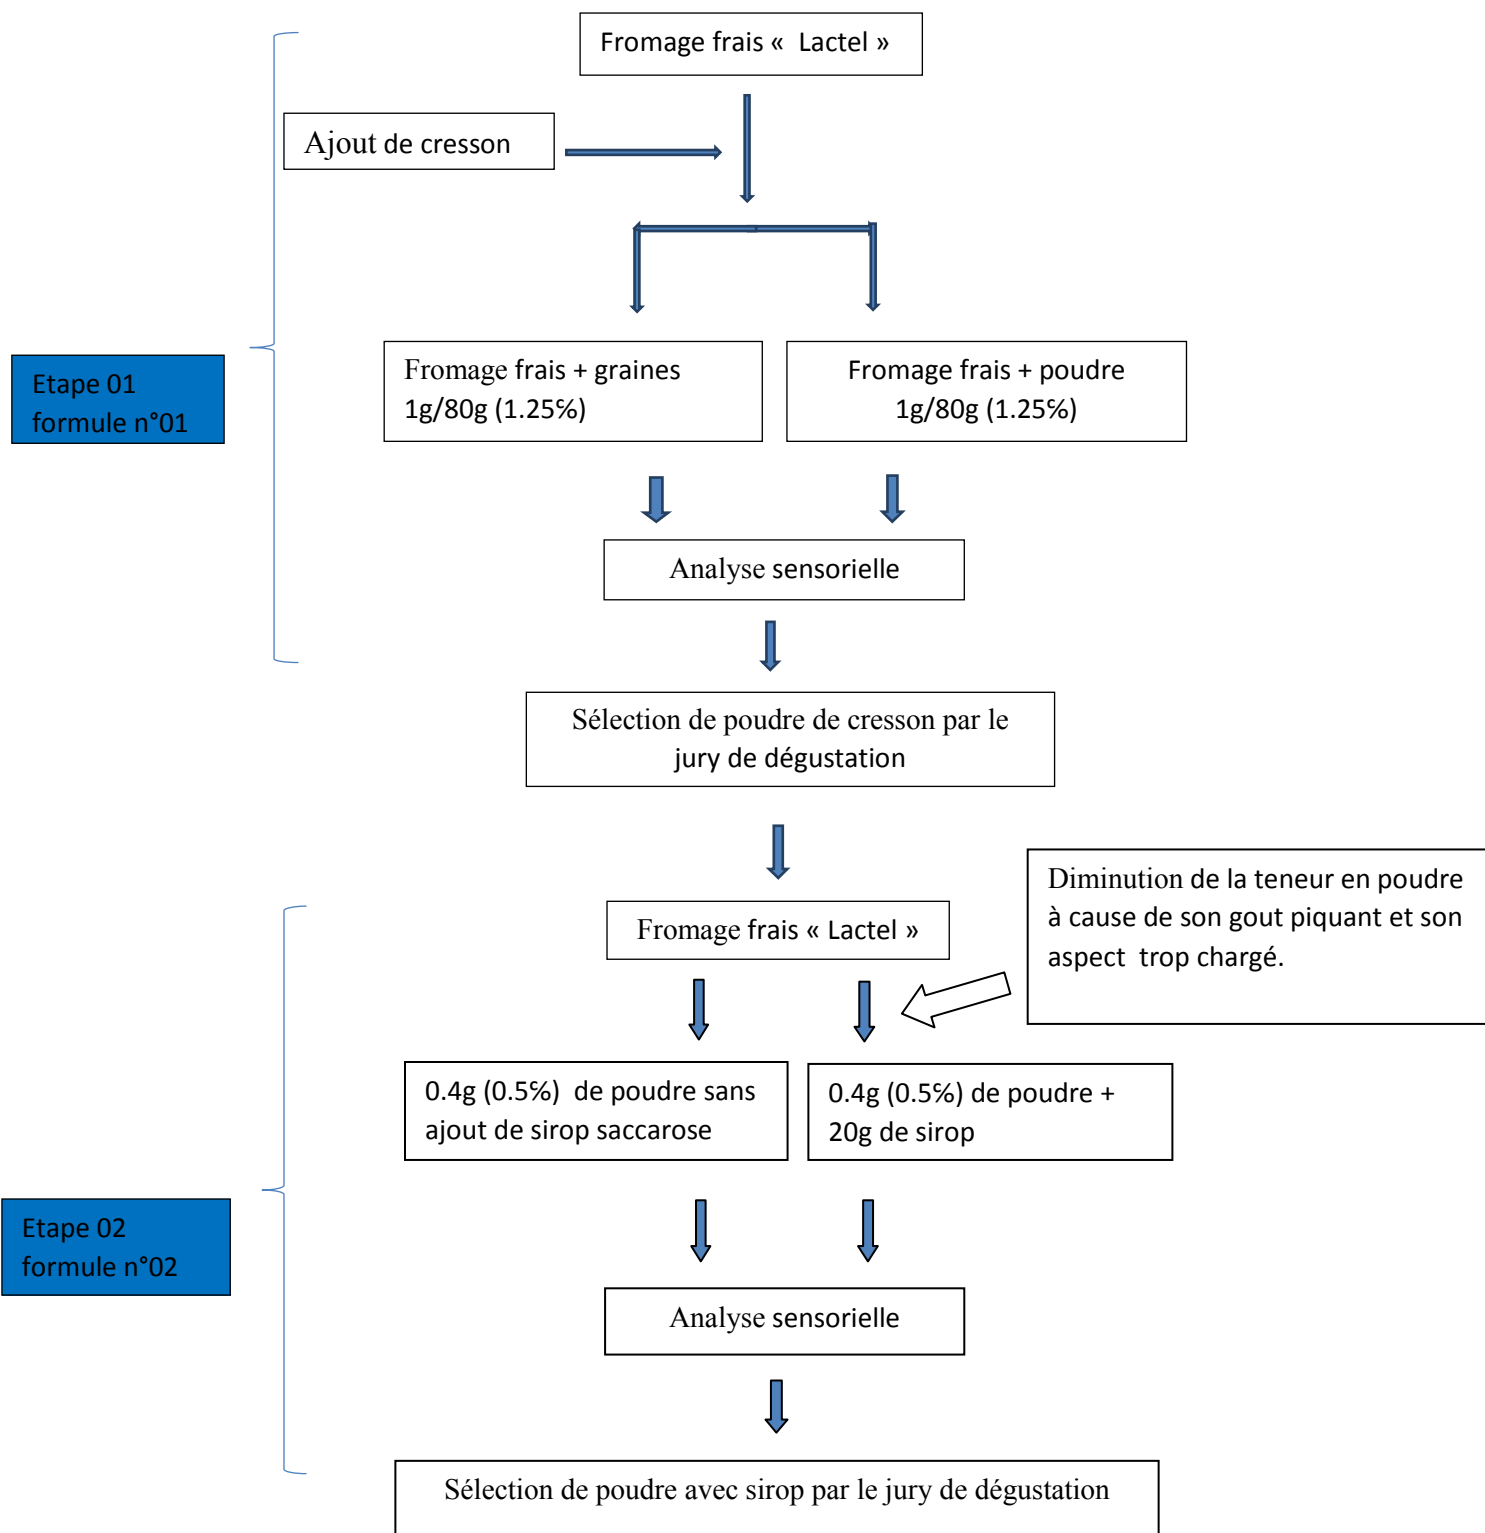 Fromage frais «  Lactel »
Ajout de cresson
Etape 01
formule n°01
Fromage frais + graines
1g/80g (1.25%)
Fromage frais + poudre
1g/80g (1.25%)
Analyse sensorielle
Sélection de poudre de cresson par le
jury de dégustation
Fromage frais « Lactel »
Diminution de la teneur en poudre
à cause de son gout piquant et son
aspect  trop chargé.
0.4g (0.5%)  de poudre sans
ajout de sirop saccarose
0.4g (0.5%) de poudre +
20g de sirop
Etape 02
formule n°02
Analyse sensorielle
Sélection de poudre avec sirop par le jury de dégustation